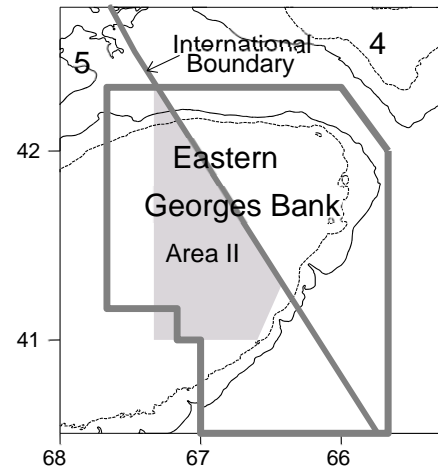 International
Boundary
4
5
42
Eastern
Georges Bank
Area II
41
68 67 66